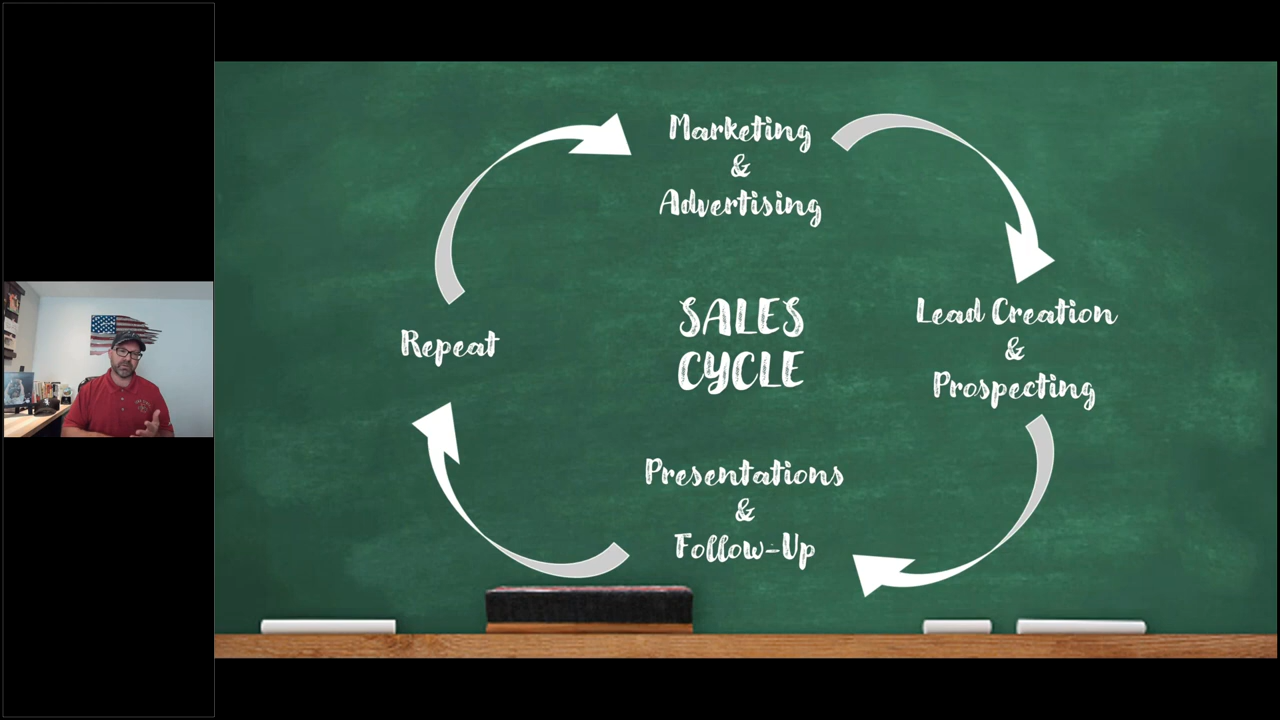 Marketing
&
Advertising
SALES
CYCLE
Lead Creation
&
Prospecting
Repeat
Presentations
&
Follow-Up